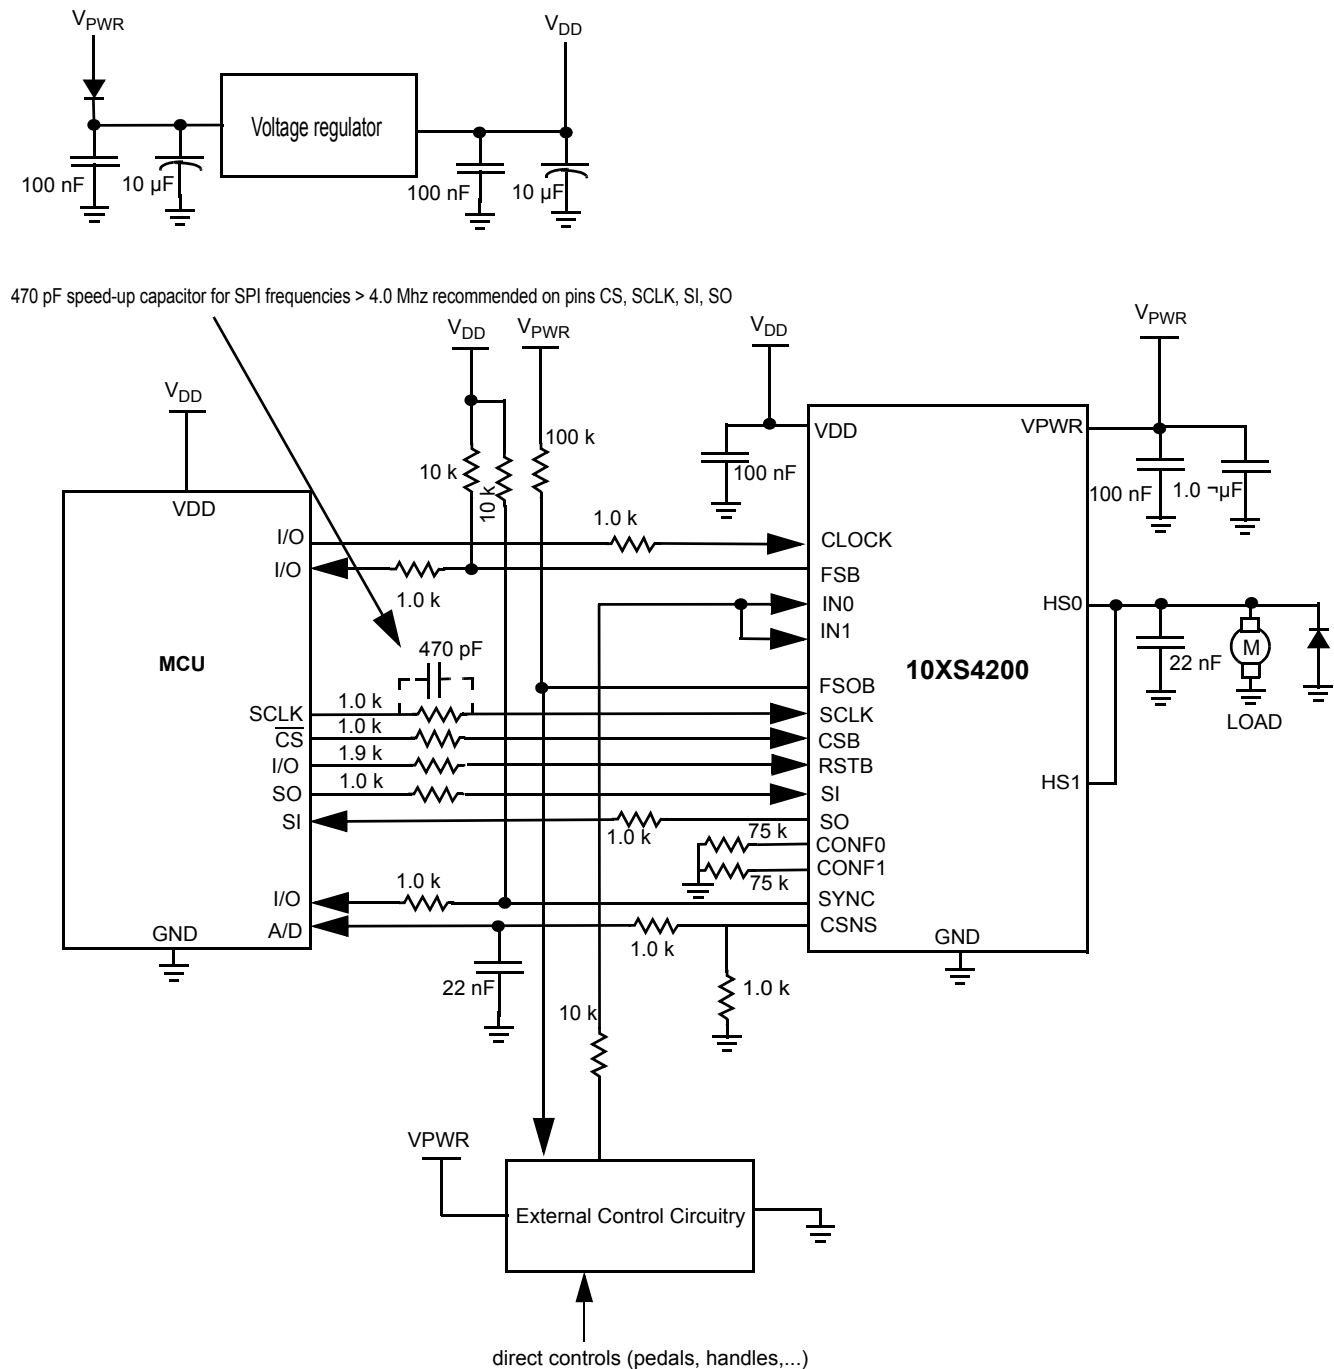 VPWR
VDD
Voltage regulator
100 nF
10 µF
100 nF
10 µF
470 pF speed-up capacitor for SPI frequencies > 4.0 Mhz recommended on pins CS, SCLK, SI, SO
VDD
VPWR
VDD
VPWR
VDD
100 k
10 k
10 k
VDD
VPWR
100 nF
100 nF
1.0 ¬µF
VDD
I/O
1.0 k
CLOCK
I/O
1.0 k
FSB
IN0
HS0
IN1
MCU
470 pF
10XS4200
22 nF
M
LOAD
FSOB
SCLK
1.0 k
SCLK
CS
1.0 k
CSB
I/O
1.9 k
RSTB
HS1
SO
1.0 k
SI
SI
1.0 k
SO
75 k
CONF0
CONF1
75 k
I/O
1.0 k
SYNC
A/D
1.0 k
CSNS
GND
GND
22 nF
1.0 k
10 k
VPWR
External Control Circuitry
direct controls (pedals, handles,...)